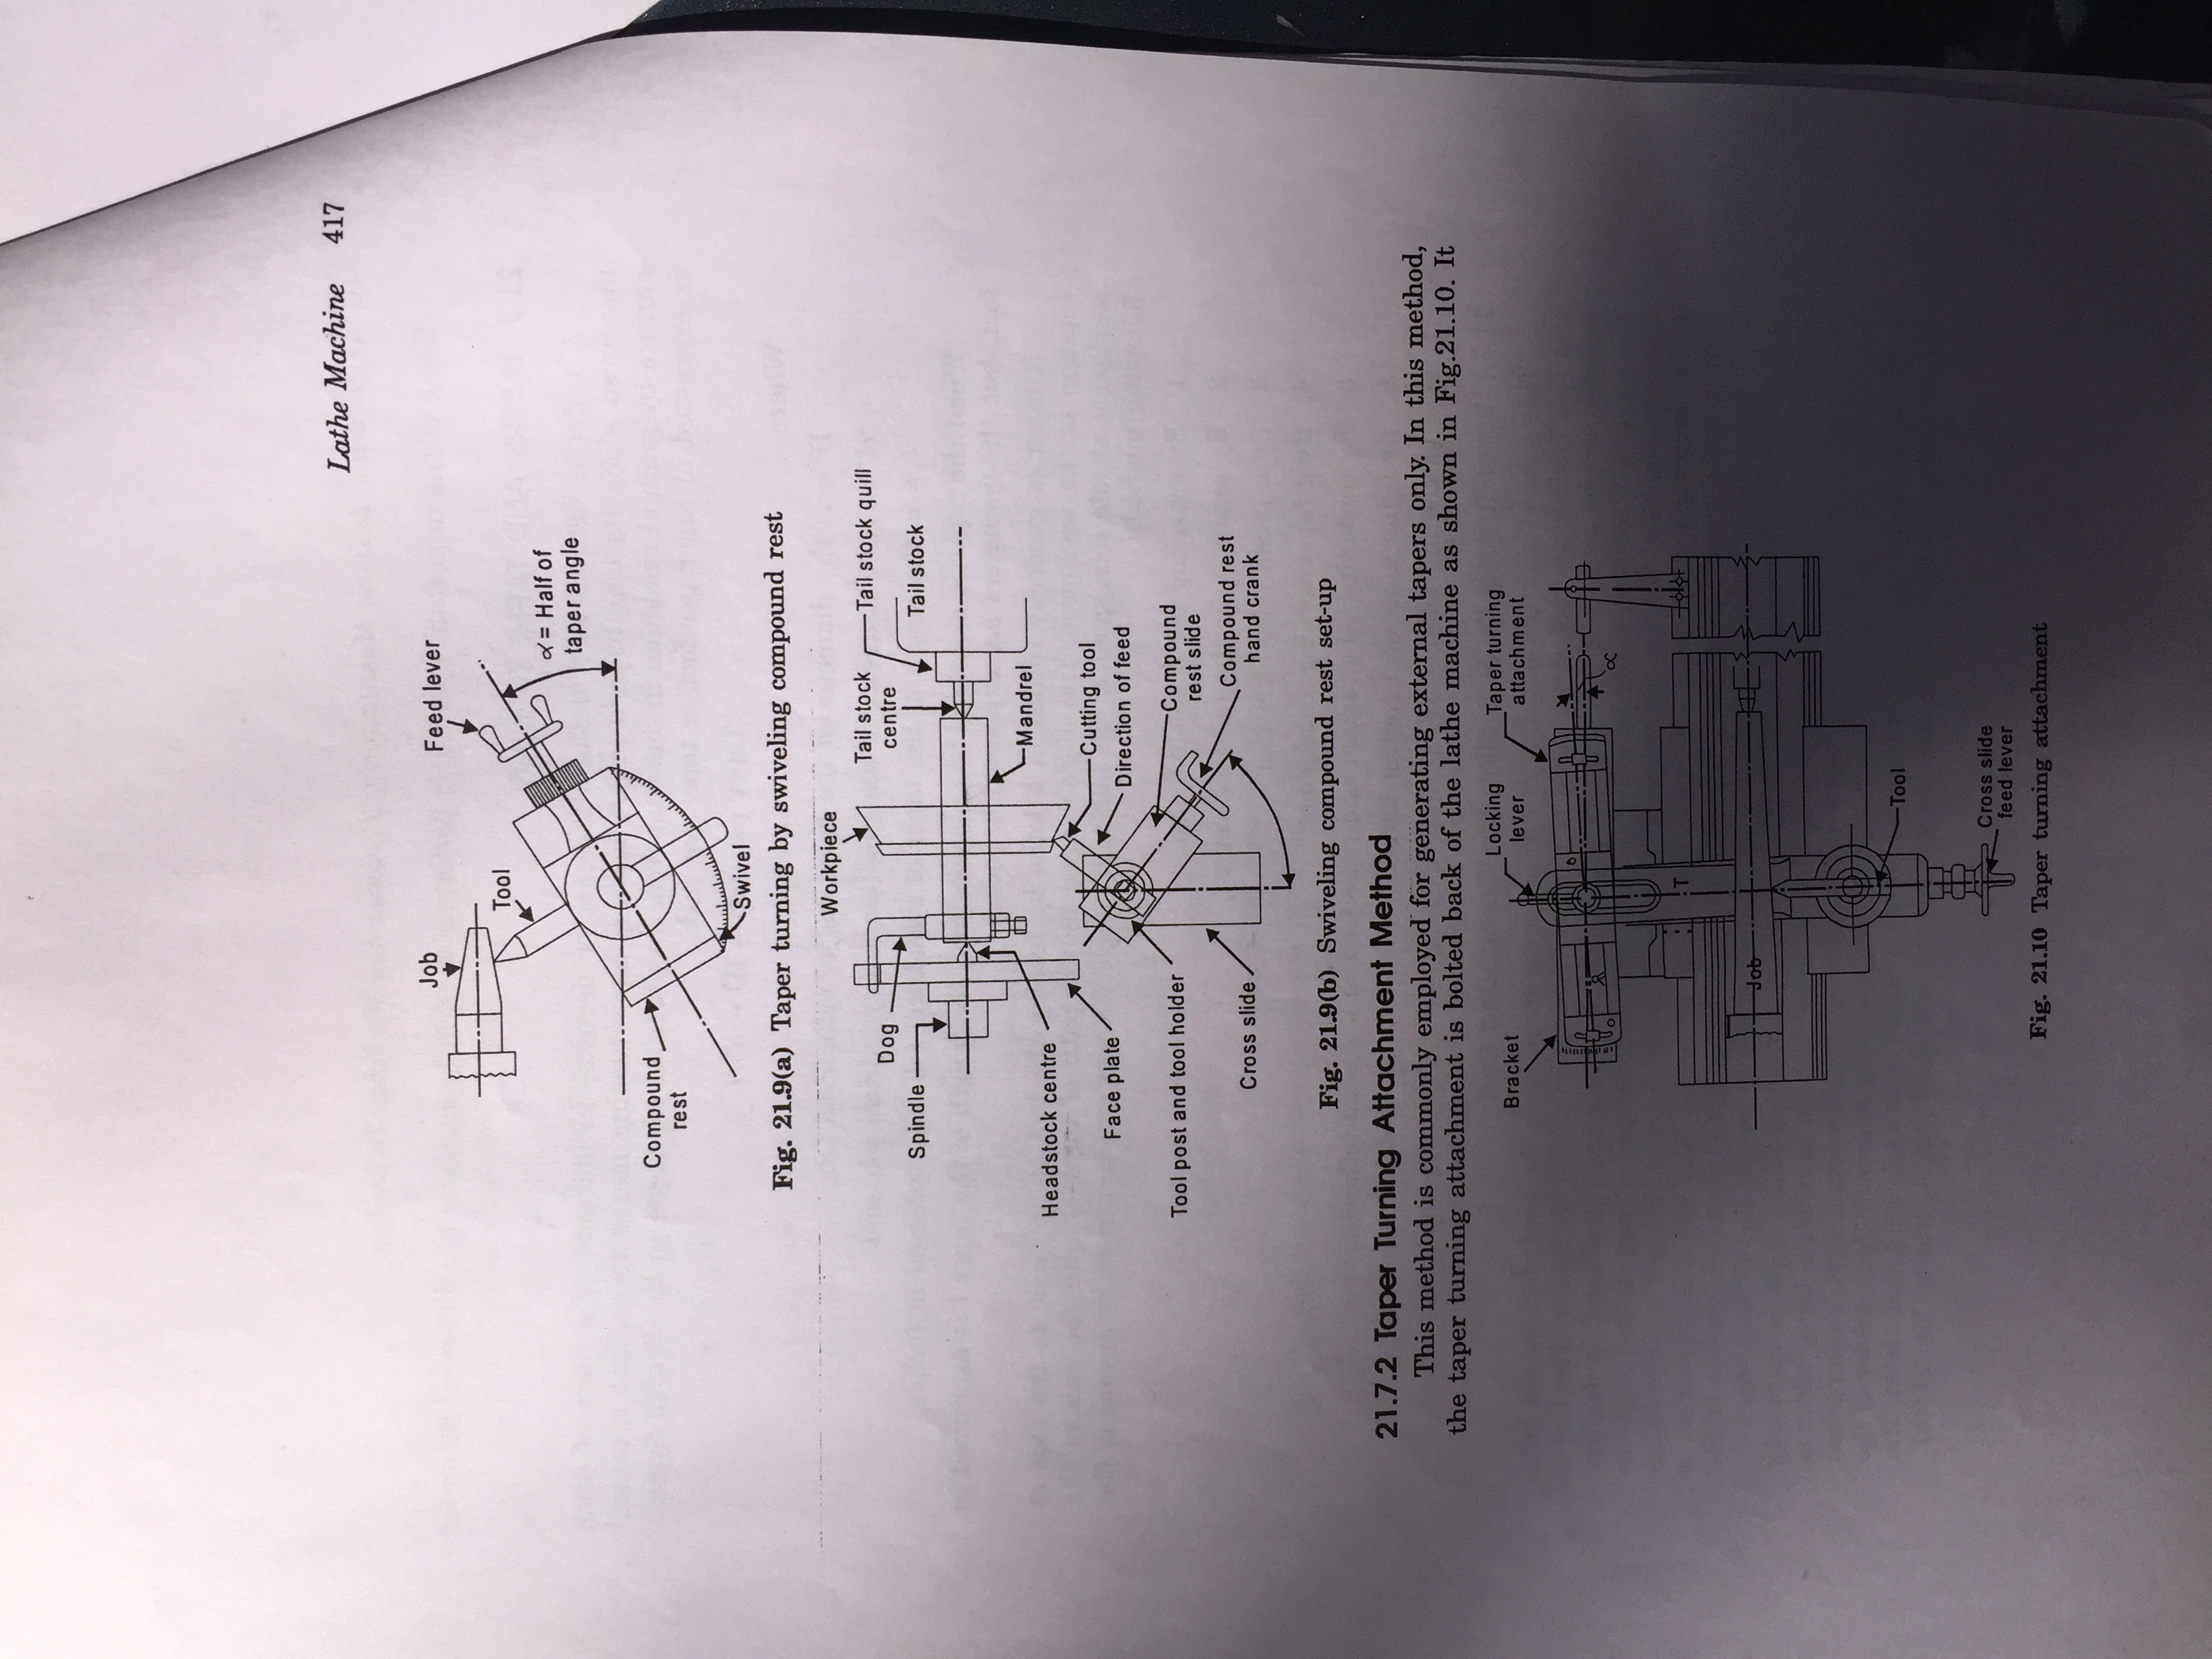 Lathe Machine 417
Job
Feed lever
Tool
α = Half of
taper angle
Compound
rest
Swivel
Fig. 21.9(a) Taper turning by swiveling compound rest
Workpiece
Tail stock
centre
Tail stock quill
Dog
Spindle
Tail stock
Mandrel
Headstock centre
Cutting tool
Face plate
Direction of feed
Tool post and tool holder
Compound
rest slide
Compound rest
hand crank
Cross slide
Fig. 21.9(b) Swiveling compound rest set-up
21.7.2 Taper Turning Attachment Method
This method is commonly employed for generating external tapers only. In this method,
the taper turning attachment is bolted back of the lathe machine as shown in Fig.21.10. It
Locking
lever
Taper turning
attachment
Bracket
α
T
Job
Tool
Cross slide
feed lever
Fig. 21.10 Taper turning attachment